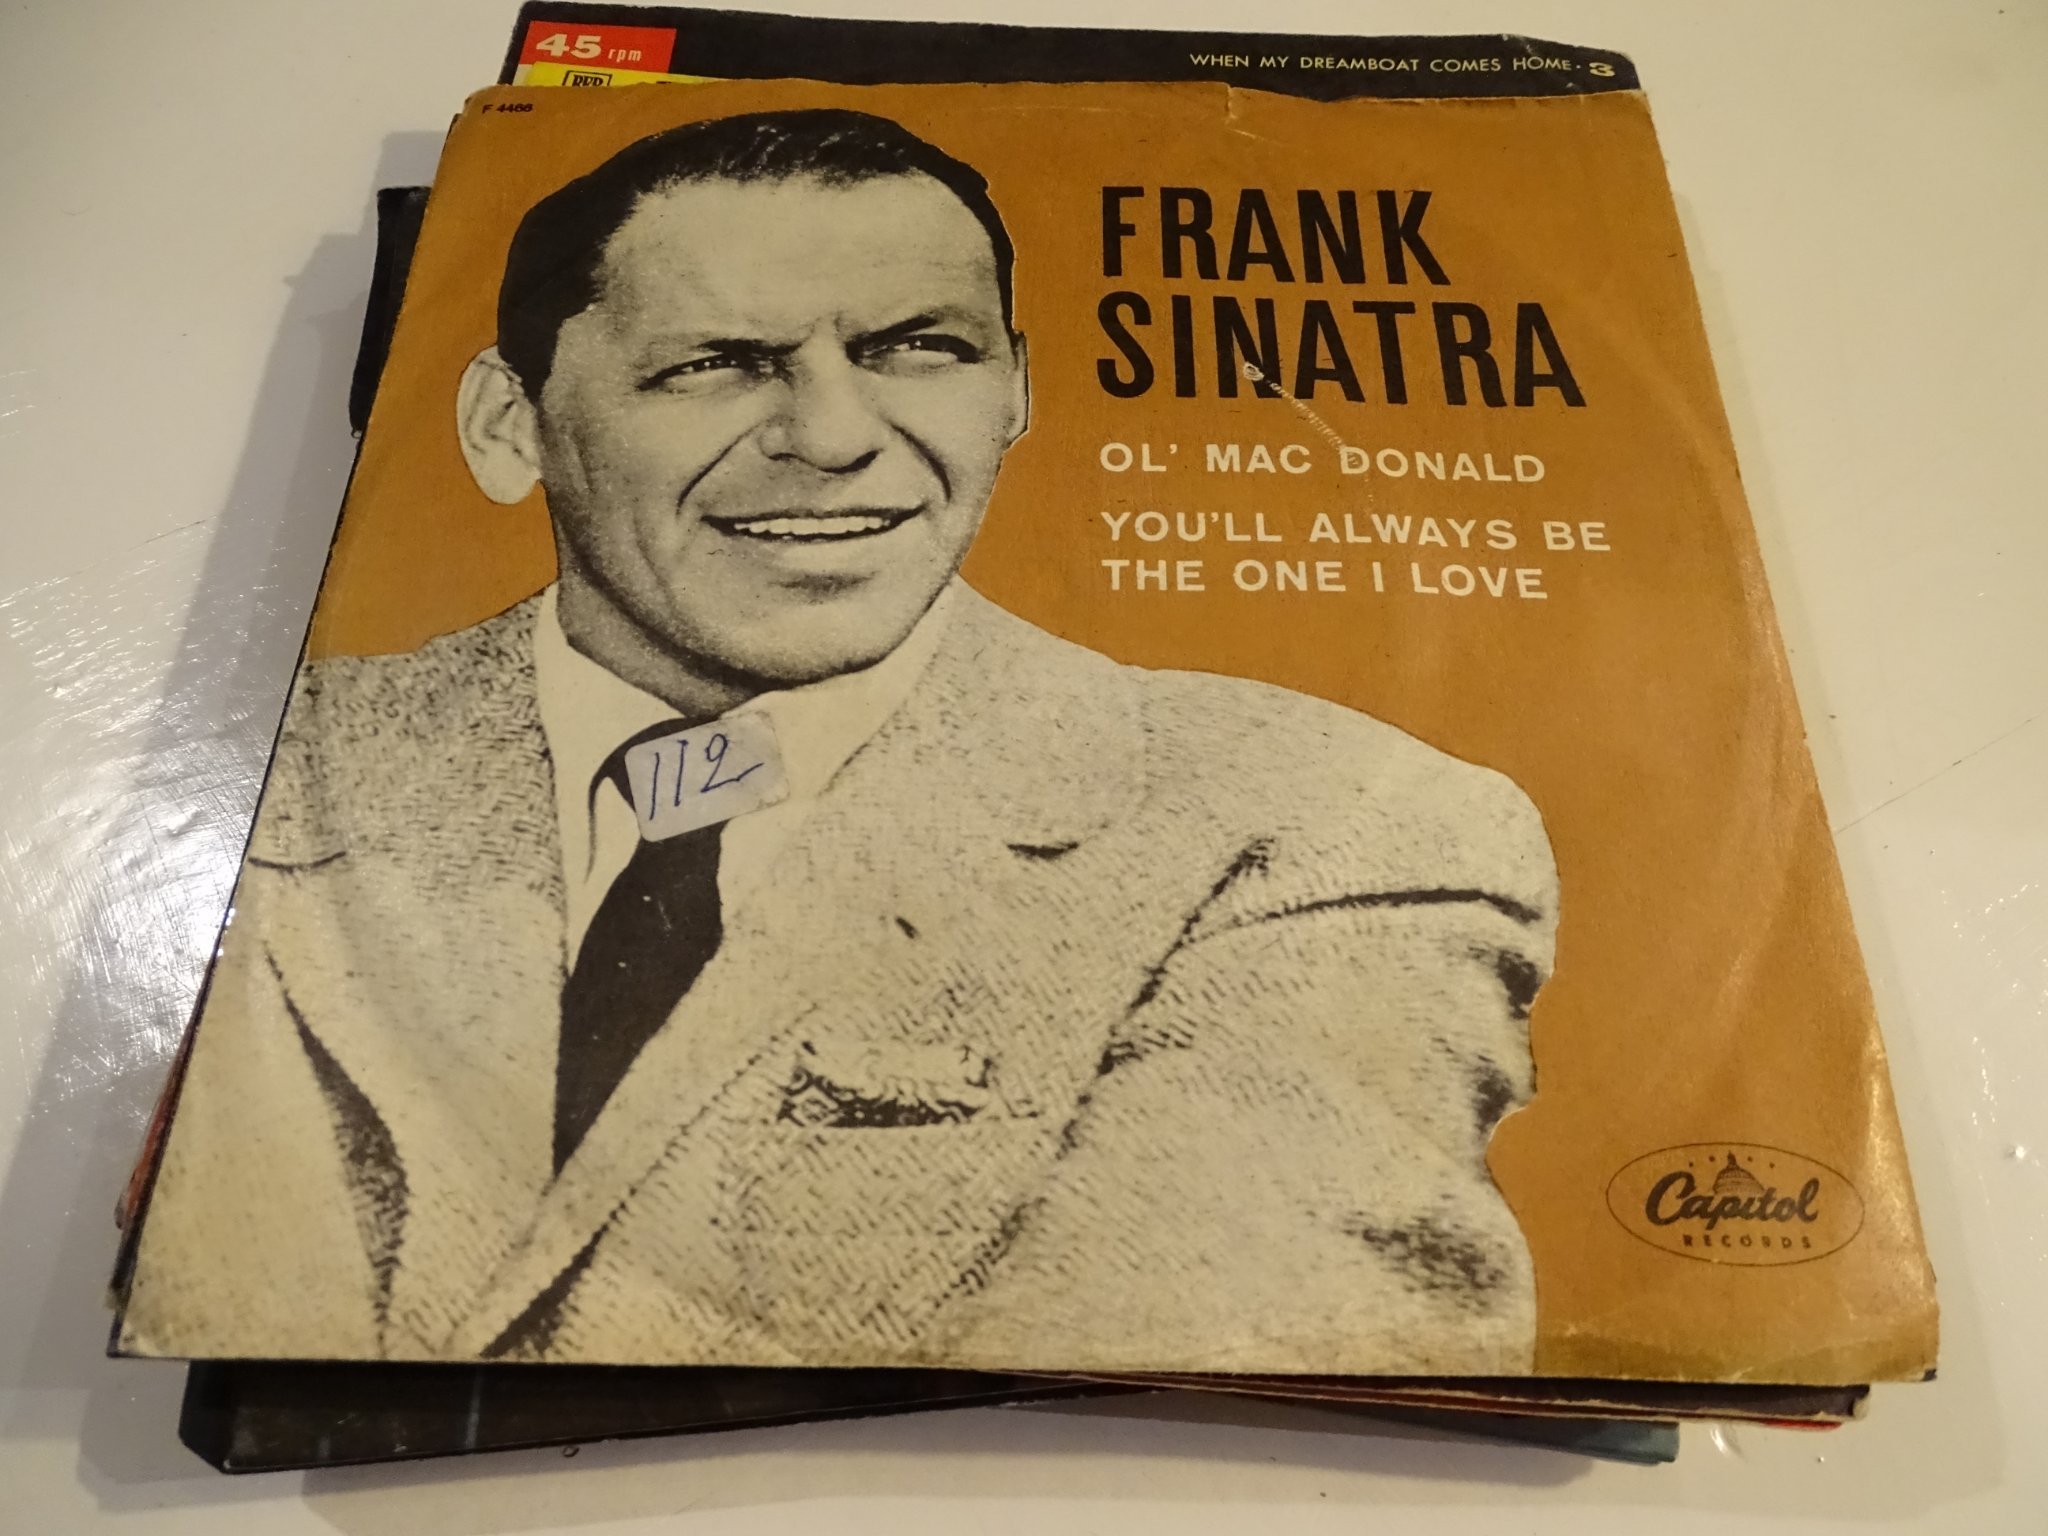 45 rpm
WHEN MY DREAMBOAT COMES HOME · 3
F 4466
FRANK
SINATRA
OL' MAC DONALD
YOU'LL ALWAYS BE
THE ONE I LOVE
112
Capitol
RECORDS